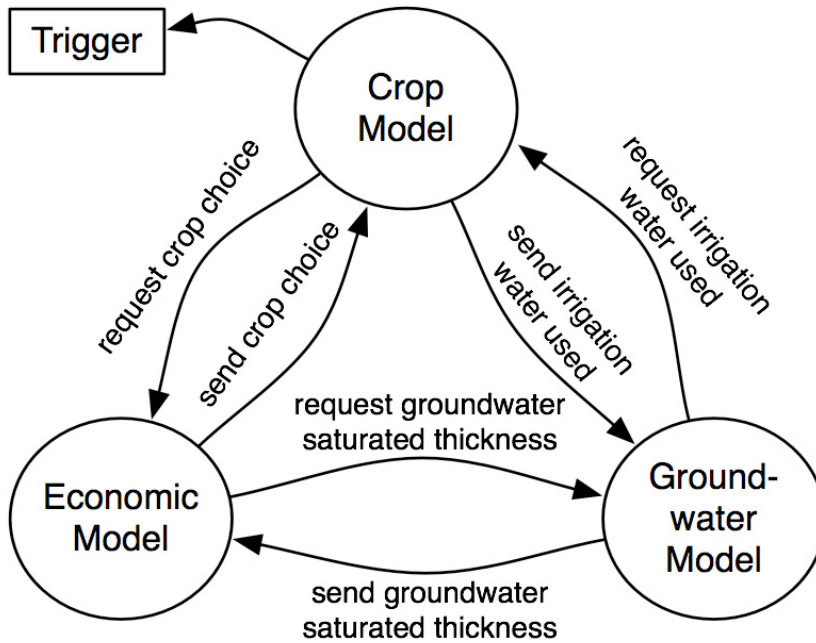 Trigger
Crop
Model
request crop choice
send crop choice
send irrigation
water used
request irrigation
water used
request groundwater
saturated thickness
Economic
Model
Ground-
water
Model
send groundwater
saturated thickness